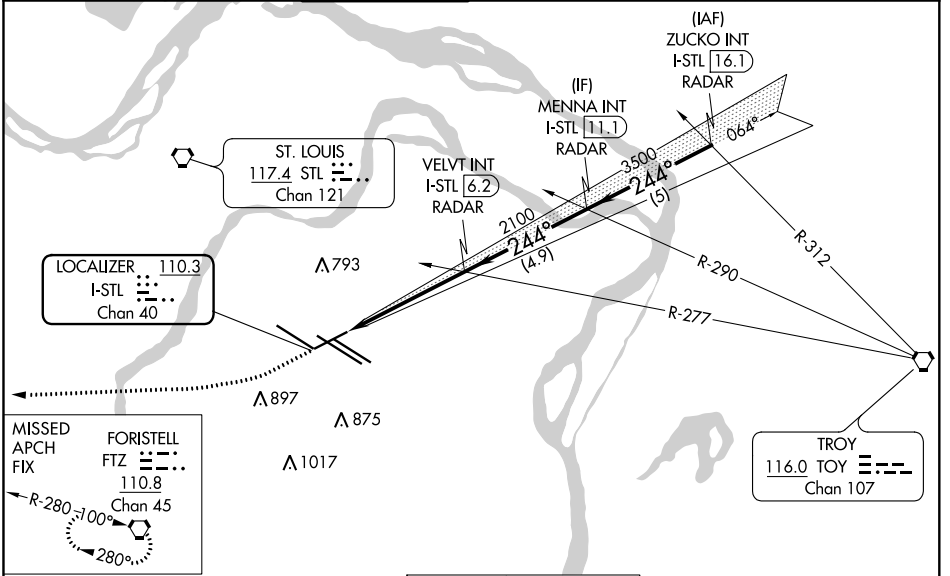 (IAF)
ZUCKO INT
I-STL 16.1
RADAR
(IF)
MENNA INT
I-STL 11.1
RADAR
064°
3500
244°
(5)
VELVT INT
I-STL 6.2
RADAR
2100
244°
(4.9)
ST. LOUIS
117.4 STL
Chan 121
R-312
R-290
R-277
LOCALIZER 110.3
I-STL
Chan 40
793
897
875
1017
MISSED
APCH
FIX
FORISTELL
FTZ
110.8
Chan 45
R-280
100°
280°
TROY
116.0 TOY
Chan 107